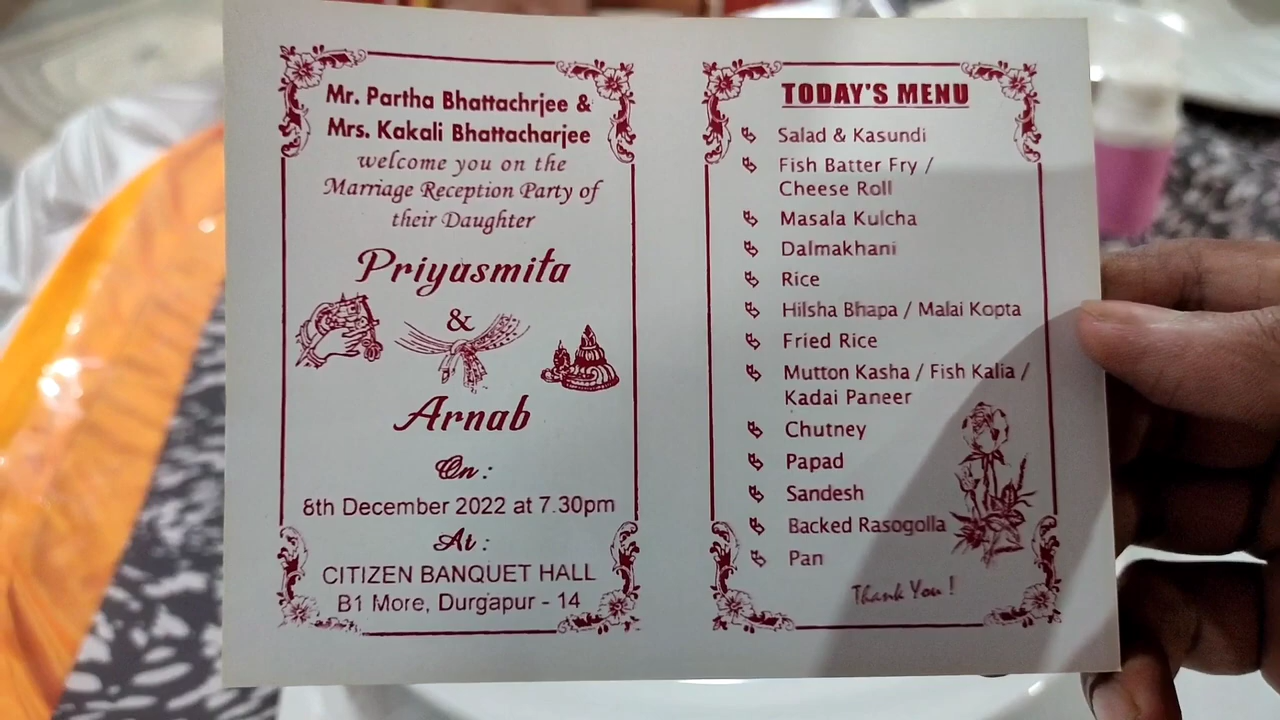 Mr. Partha Bhattachrjee &
Mrs. Kakali Bhattacharjee
welcome you on the
Marriage Reception Party of
their Daughter
Priyasmita
&
Arnab
On :
8th December 2022 at 7.30pm
At :
CITIZEN BANQUET HALL
B1 More, Durgapur - 14
TODAY'S MENU
Salad & Kasundi
Fish Batter Fry /
Cheese Roll
Masala Kulcha
Dalmakhani
Rice
Hilsha Bhapa / Malai Kopta
Fried Rice
Mutton Kasha / Fish Kalia /
Kadai Paneer
Chutney
Papad
Sandesh
Backed Rasogolla
Pan
Thank You !